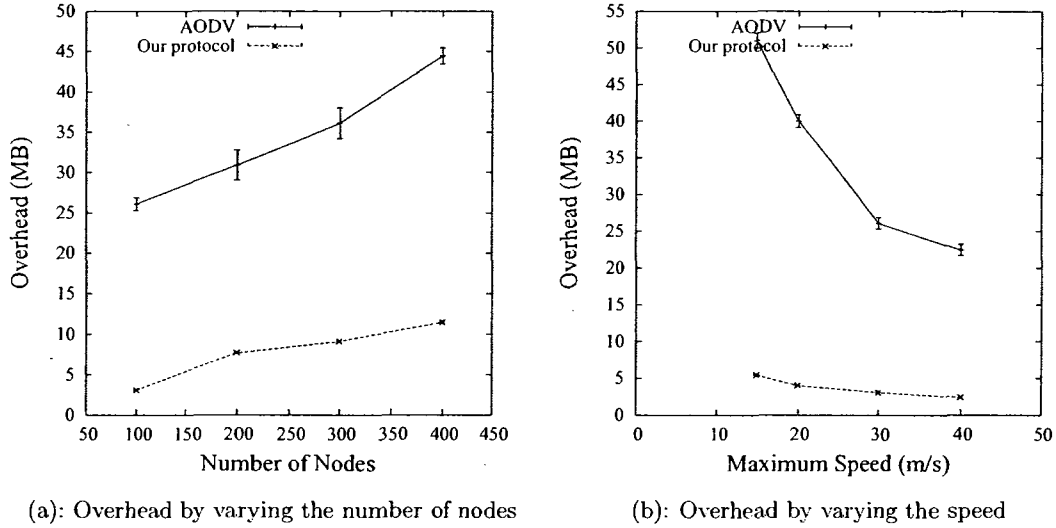 50
45
40
35
30
25
20
15
10
5
0
Overhead (MB)
AODV
Our protocol
50 100 150 200 250 300 350 400 450
Number of Nodes
(a): Overhead by varying the number of nodes
55
50
45
40
35
30
25
20
15
10
5
0
Overhead (MB)
AODV
Our protocol
0 10 20 30 40 50
Maximum Speed (m/s)
(b): Overhead by varying the speed